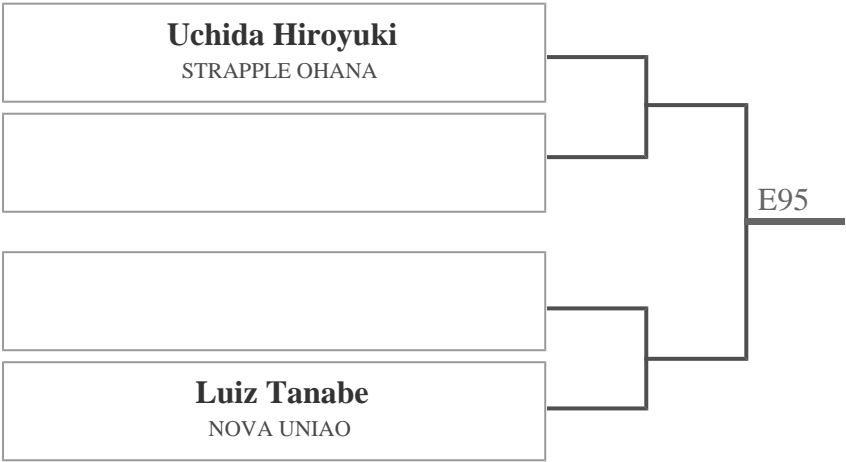 Uchida Hiroyuki
STRAPPLE OHANA
E95
Luiz Tanabe
NOVA UNIAO